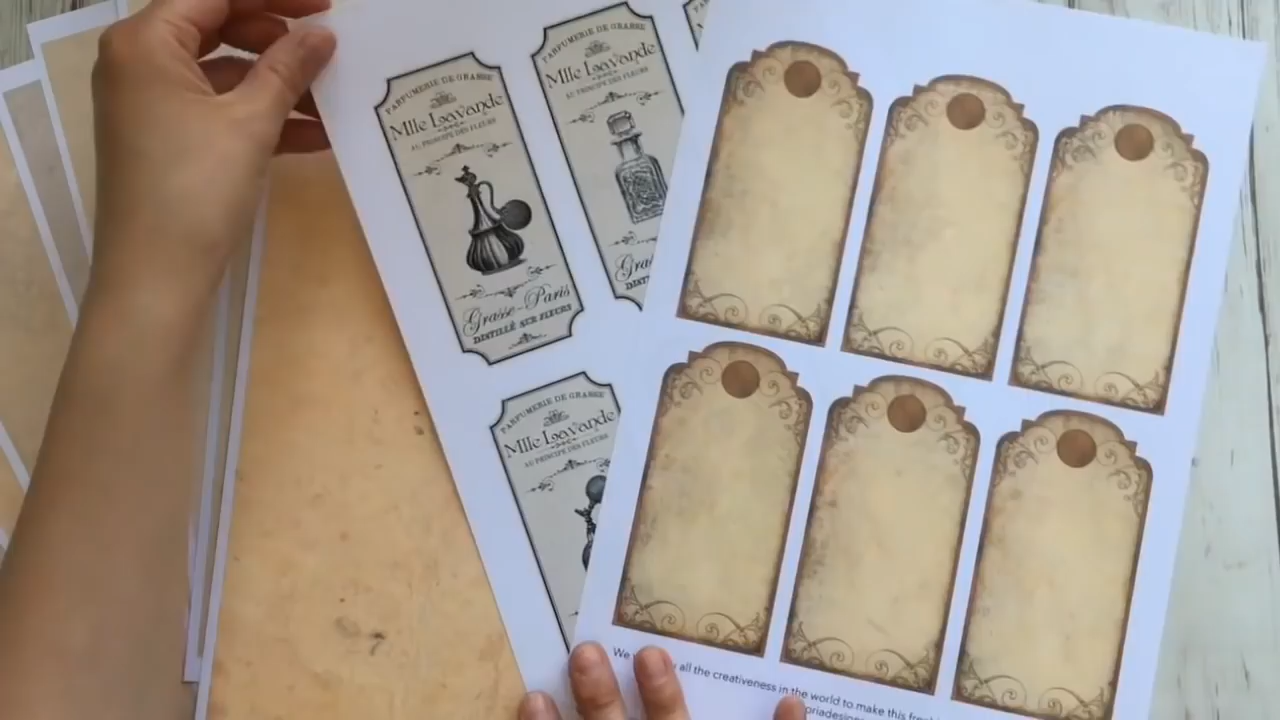 PARFUMERIE DE GRASSE
Mlle Lavande
AU PRINCIPE DES FLEURS
Grasse-Paris
DISTILLÉ SUR FLEURS
PARFUMERIE DE GRASSE
Mlle Lavande
AU PRINCIPE DES FLEURS
PARFUMERIE DE GRASSE
Mlle Lavande
AU PRINCIPE DES FLEURS
We all the creativeness in the world to make this